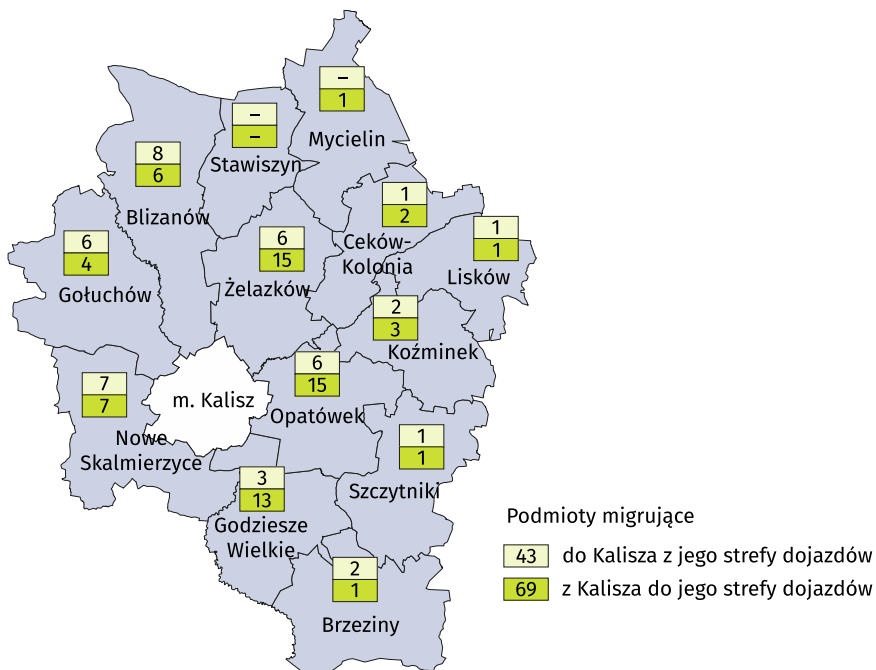 –
1
Mycielin
–
–
Stawiszyn
8
6
Blizanów
1
2
Ceków-
Kolonia
1
1
Lisków
6
4
Gołuchów
6
15
Żelazków
2
3
Koźminek
7
7
Nowe
Skalmierzyce
m. Kalisz
6
15
Opatówek
1
1
Szczytniki
3
13
Godziesze
Wielkie
2
1
Brzeziny
Podmioty migrujące
43 do Kalisza z jego strefy dojazdów
69 z Kalisza do jego strefy dojazdów